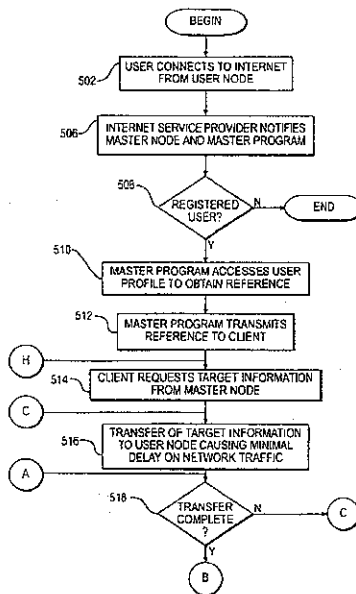 BEGIN
502
USER CONNECTS TO INTERNET
FROM USER NODE
506
INTERNET SERVICE PROVIDER NOTIFIES
MASTER NODE AND MASTER PROGRAM
508
REGISTERED
USER?
N
END
Y
510
MASTER PROGRAM ACCESSES USER
PROFILE TO OBTAIN REFERENCE
512
MASTER PROGRAM TRANSMITS
REFERENCE TO CLIENT
H
514
CLIENT REQUESTS TARGET INFORMATION
FROM MASTER NODE
C
516
TRANSFER OF TARGET INFORMATION
TO USER NODE CAUSING MINIMAL
DELAY ON NETWORK TRAFFIC
A
518
TRANSFER
COMPLETE
?
N
C
Y
B